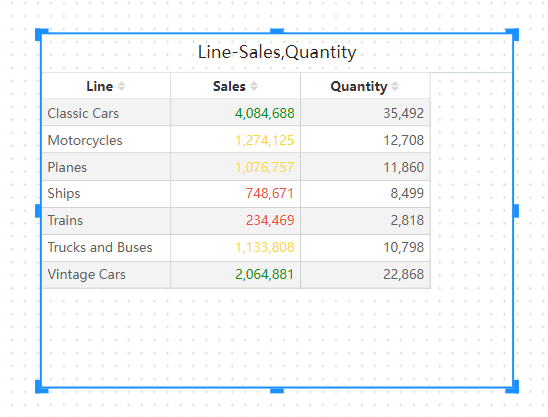 Line-Sales,Quantity
Line Sales Quantity
Classic Cars 4,084,688 35,492
Motorcycles 1,274,125 12,708
Planes 1,076,757 11,860
Ships 748,671 8,499
Trains 234,469 2,818
Trucks and Buses 1,133,808 10,798
Vintage Cars 2,064,881 22,868